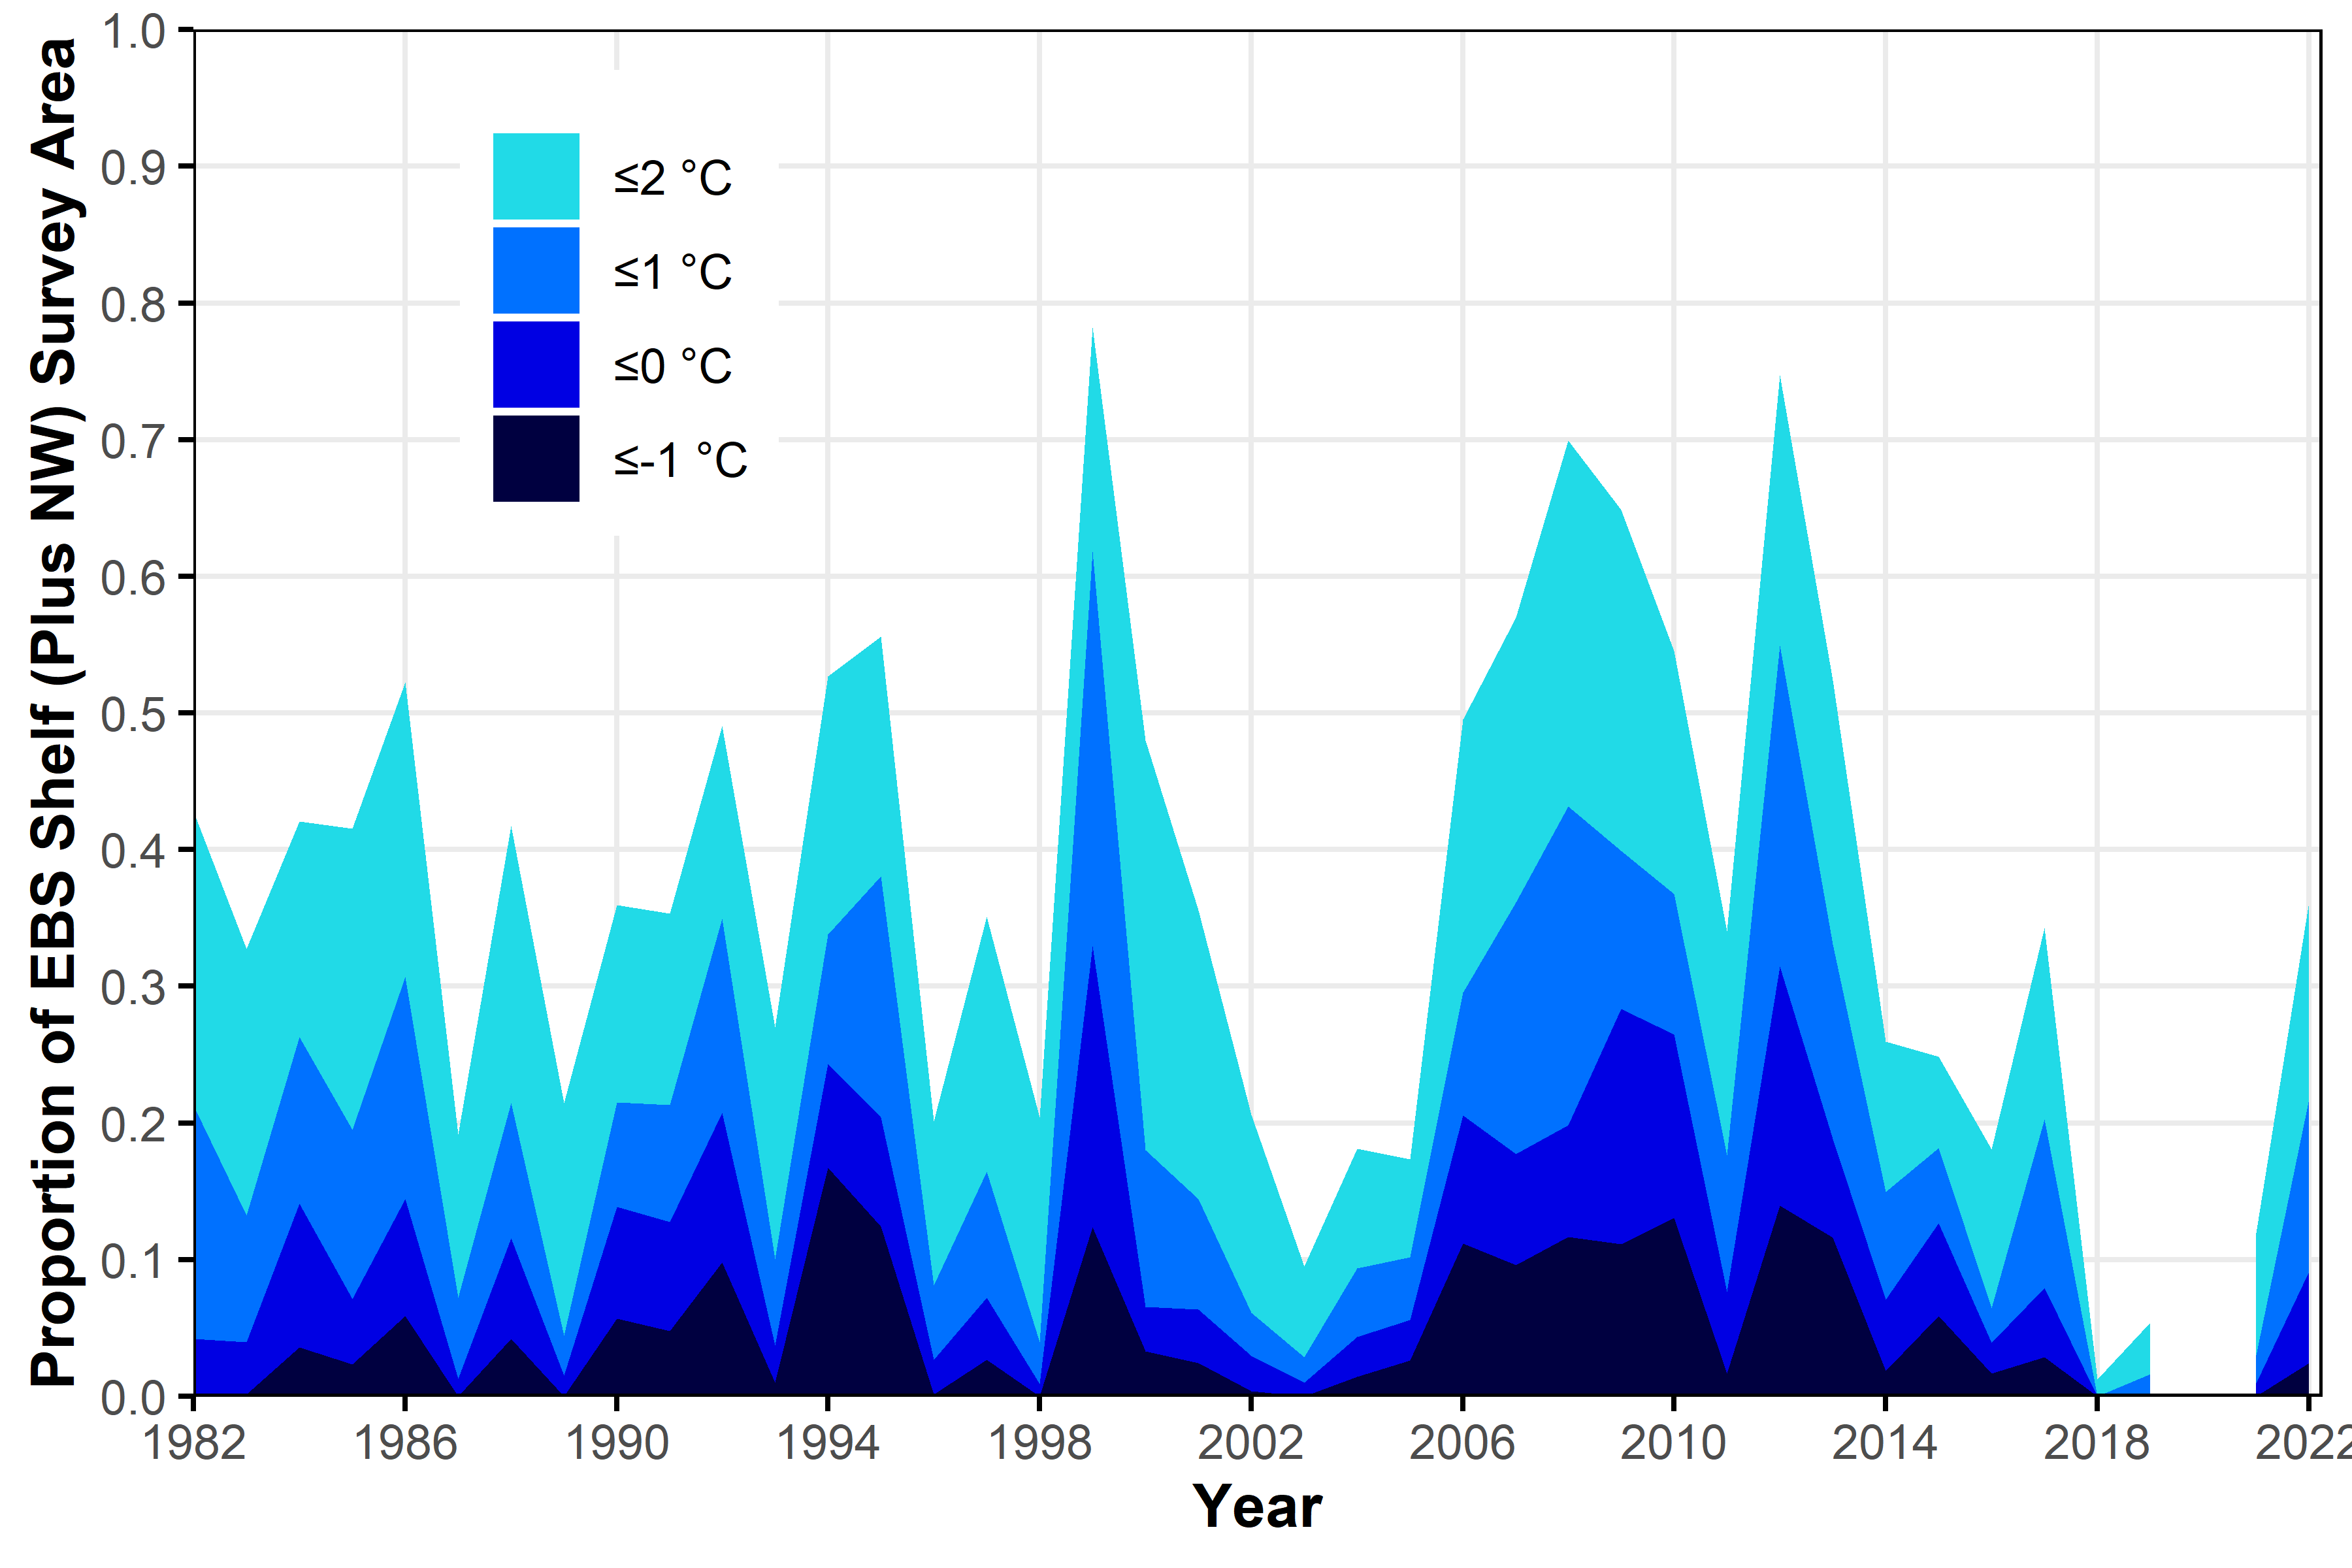 Proportion of EBS Shelf (Plus NW) Survey Area
1.0
0.9
0.8
0.7
0.6
0.5
0.4
0.3
0.2
0.1
0.0
≤2 °C
≤1 °C
≤0 °C
≤-1 °C
1982 1986 1990 1994 1998 2002 2006 2010 2014 2018 2022
Year